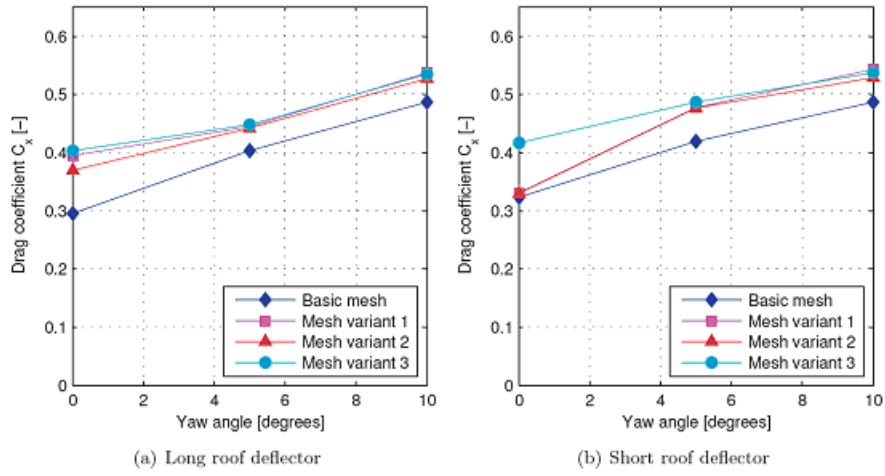 0.6
0.5
0.4
0.3
0.2
0.1
0
Drag coefficient Cx [–]
Basic mesh
Mesh variant 1
Mesh variant 2
Mesh variant 3
0 2 4 6 8 10
Yaw angle [degrees]
(a) Long roof deflector
0.6
0.5
0.4
0.3
0.2
0.1
0
Drag coefficient Cx [–]
Basic mesh
Mesh variant 1
Mesh variant 2
Mesh variant 3
0 2 4 6 8 10
Yaw angle [degrees]
(b) Short roof deflector